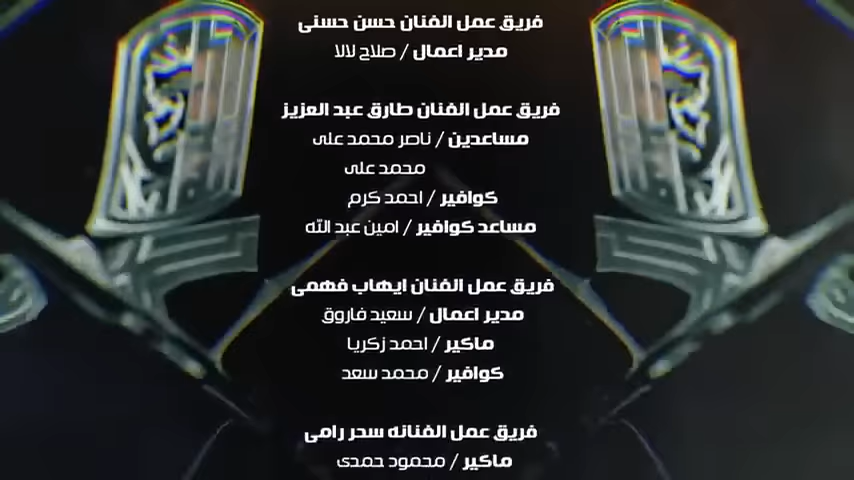 فريق عمل الفنان حسن حسنى
مدير اعمال / صلاح لالا
فريق عمل الفنان طارق عبد العزيز
مساعدين / ناصر محمد على
محمد على
كوافير / احمد كرم
مساعد كوافير / امين عبد الله
فريق عمل الفنان ايهاب فهمى
مدير اعمال / سعيد فاروق
ماكير / احمد زكريا
كوافير / محمد سعد
فريق عمل الفنانه سحر رامى
ماكير / محمود حمدى